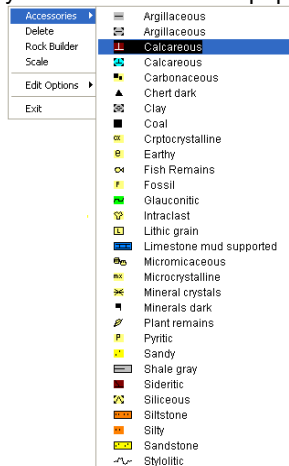 Accessories
Delete
Rock Builder
Scale
Edit Options
Exit
Argillaceous
Argillaceous
Calcareous
Calcareous
Carbonaceous
Chert dark
Clay
Coal
Crptocrystalline
Earthy
Fish Remains
Fossil
Glauconitic
Intraclast
Lithic grain
Limestone mud supported
Micromicaceous
Microcrystalline
Mineral crystals
Minerals dark
Plant remains
Pyritic
Sandy
Shale gray
Sideritic
Siliceous
Siltstone
Silty
Sandstone
Stylolitic